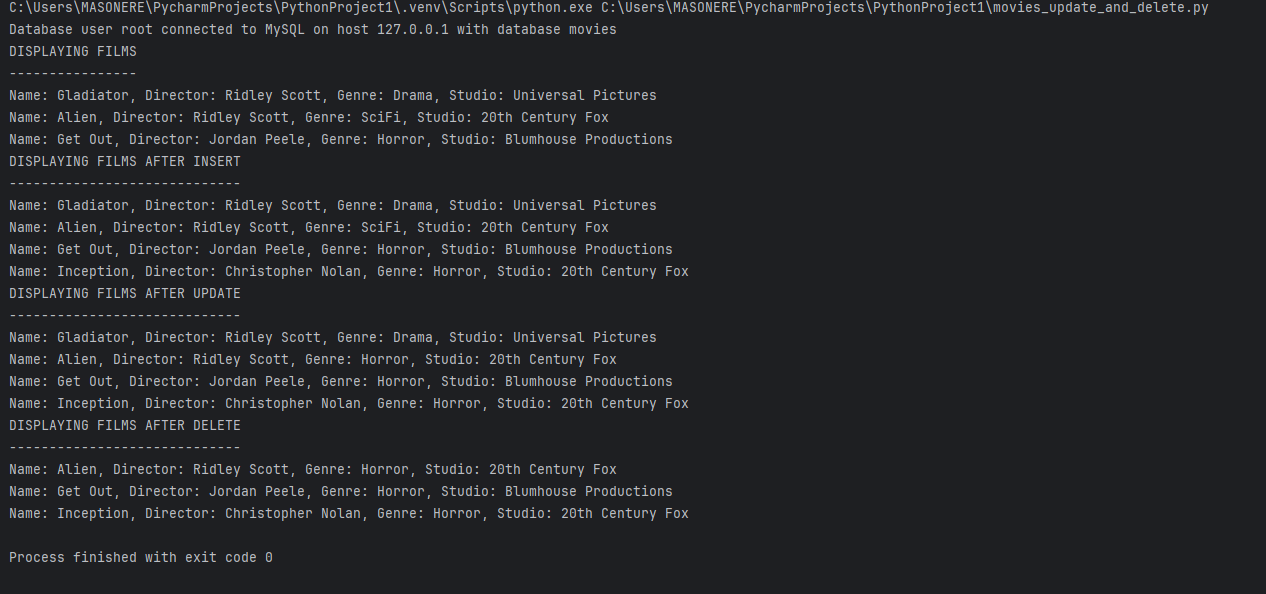 C:\Users\MASONERE\PycharmProjects\PythonProject1\.venv\Scripts\python.exe C:\Users\MASONERE\PycharmProjects\PythonProject1\movies_update_and_delete.py
Database user root connected to MySQL on host 127.0.0.1 with database movies
DISPLAYING FILMS
----------------
Name: Gladiator, Director: Ridley Scott, Genre: Drama, Studio: Universal Pictures
Name: Alien, Director: Ridley Scott, Genre: SciFi, Studio: 20th Century Fox
Name: Get Out, Director: Jordan Peele, Genre: Horror, Studio: Blumhouse Productions
DISPLAYING FILMS AFTER INSERT
-----------------------------
Name: Gladiator, Director: Ridley Scott, Genre: Drama, Studio: Universal Pictures
Name: Alien, Director: Ridley Scott, Genre: SciFi, Studio: 20th Century Fox
Name: Get Out, Director: Jordan Peele, Genre: Horror, Studio: Blumhouse Productions
Name: Inception, Director: Christopher Nolan, Genre: Horror, Studio: 20th Century Fox
DISPLAYING FILMS AFTER UPDATE
-----------------------------
Name: Gladiator, Director: Ridley Scott, Genre: Drama, Studio: Universal Pictures
Name: Alien, Director: Ridley Scott, Genre: Horror, Studio: 20th Century Fox
Name: Get Out, Director: Jordan Peele, Genre: Horror, Studio: Blumhouse Productions
Name: Inception, Director: Christopher Nolan, Genre: Horror, Studio: 20th Century Fox
DISPLAYING FILMS AFTER DELETE
-----------------------------
Name: Alien, Director: Ridley Scott, Genre: Horror, Studio: 20th Century Fox
Name: Get Out, Director: Jordan Peele, Genre: Horror, Studio: Blumhouse Productions
Name: Inception, Director: Christopher Nolan, Genre: Horror, Studio: 20th Century Fox
Process finished with exit code 0